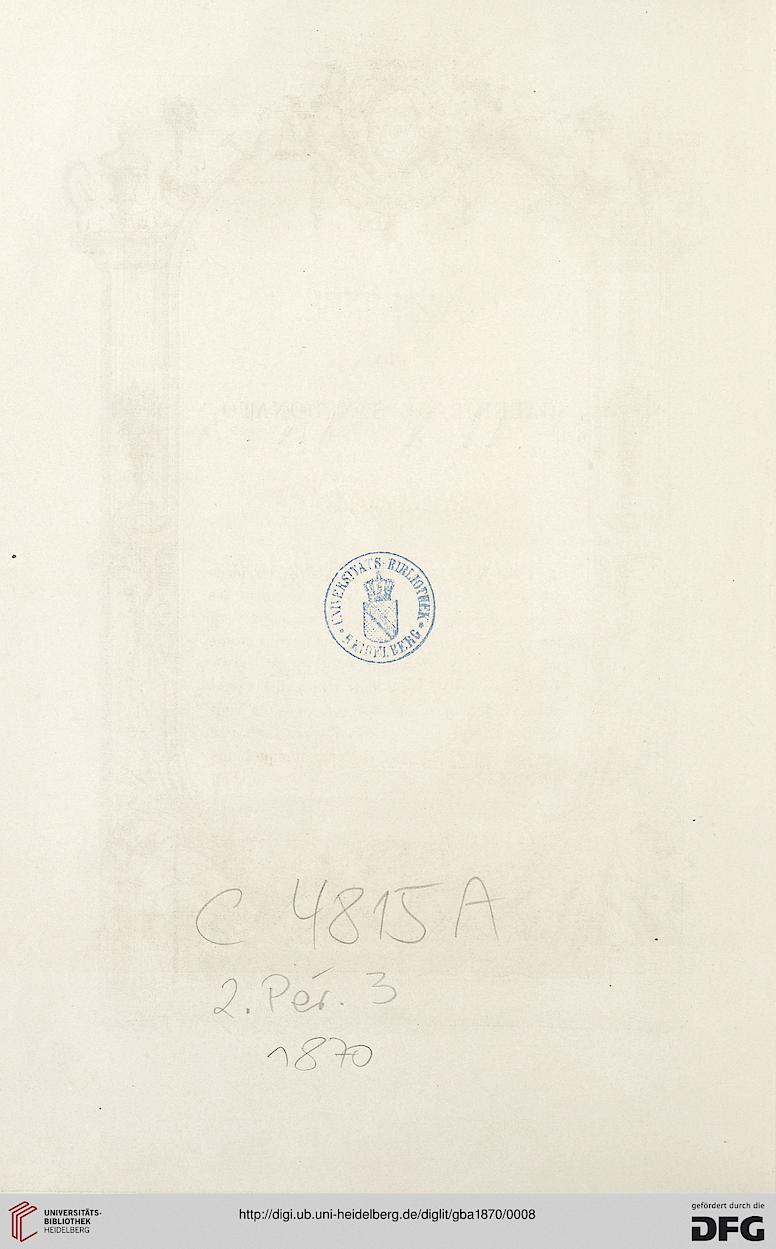 UNIVERSITÄTS-BIBLIOTHEK * HEIDELBERG *
C 4815 A
2. Pér. 3
1870
UNIVERSITÄTS-
BIBLIOTHEK
HEIDELBERG
http://digi.ub.uni-heidelberg.de/diglit/gba1870/0008
gefördert durch die
DFG